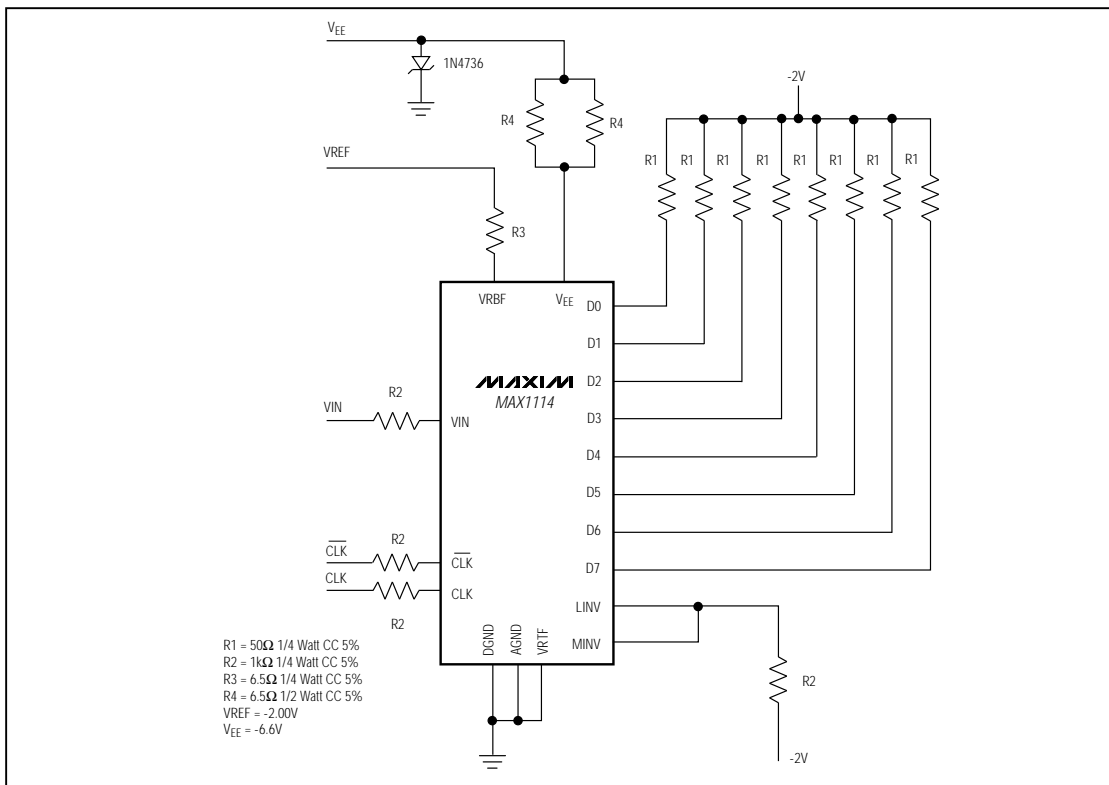 VEE
1N4736
-2V
R4
R4
R1 R1 R1 R1 R1 R1 R1 R1
VREF
R3
VRBF
VEE
D0
D1
MAXIM
D2
MAX1114
R2
VIN
VIN
D3
D4
D5
D6
C̅L̅K̅
R2
C̅L̅K̅
D7
CLK
CLK
R2
LINV
DGND
AGND
VRTF
MINV
R2
-2V
R1 = 50Ω 1/4 Watt CC 5%
R2 = 1kΩ 1/4 Watt CC 5%
R3 = 6.5Ω 1/4 Watt CC 5%
R4 = 6.5Ω 1/2 Watt CC 5%
VREF = -2.00V
VEE = -6.6V